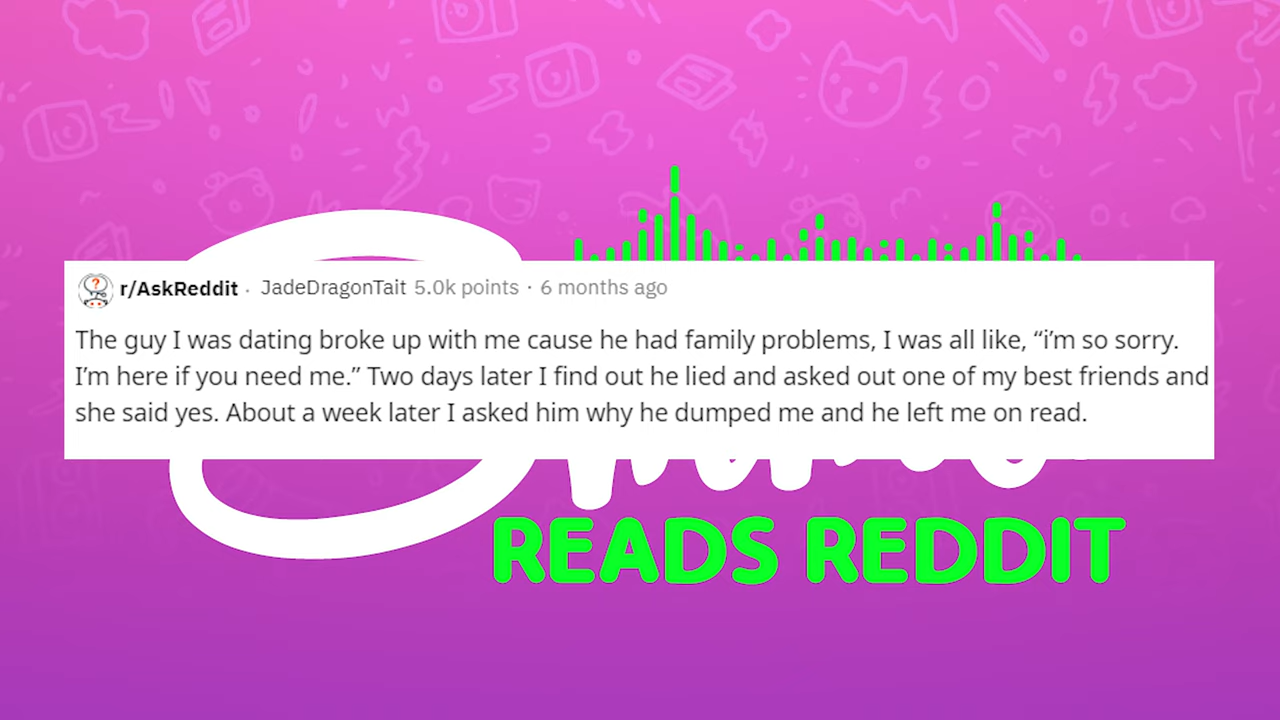 r/AskReddit · JadeDragonTait 5.0k points · 6 months ago
The guy I was dating broke up with me cause he had family problems, I was all like, “i’m so sorry.
I’m here if you need me.” Two days later I find out he lied and asked out one of my best friends and
she said yes. About a week later I asked him why he dumped me and he left me on read.
READS REDDIT